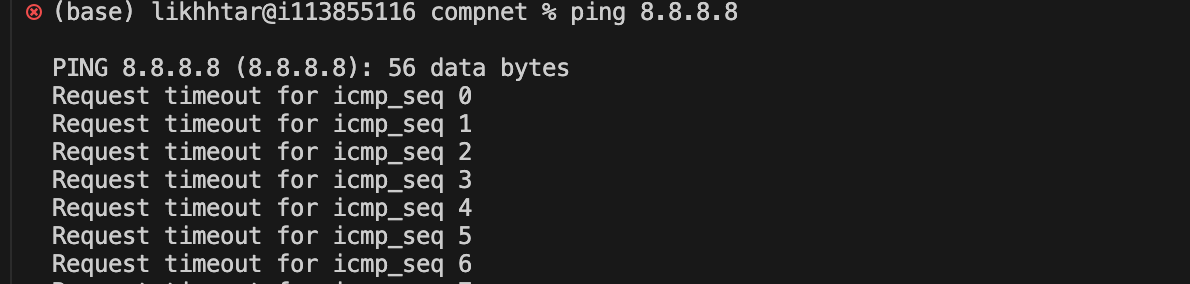 (base) likhhtar@i113855116 compnet % ping 8.8.8.8
PING 8.8.8.8 (8.8.8.8): 56 data bytes
Request timeout for icmp_seq 0
Request timeout for icmp_seq 1
Request timeout for icmp_seq 2
Request timeout for icmp_seq 3
Request timeout for icmp_seq 4
Request timeout for icmp_seq 5
Request timeout for icmp_seq 6